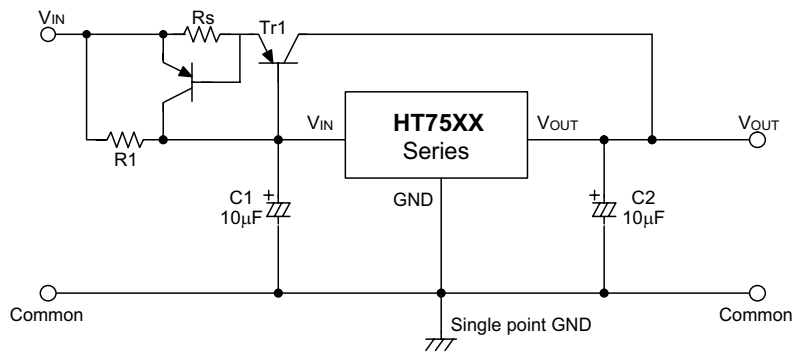 VIN
Rs
Tr1
R1
VIN
HT75XX
Series
VOUT
VOUT
GND
C1
+
10µF
C2
+
10µF
Common
Common
Single point GND